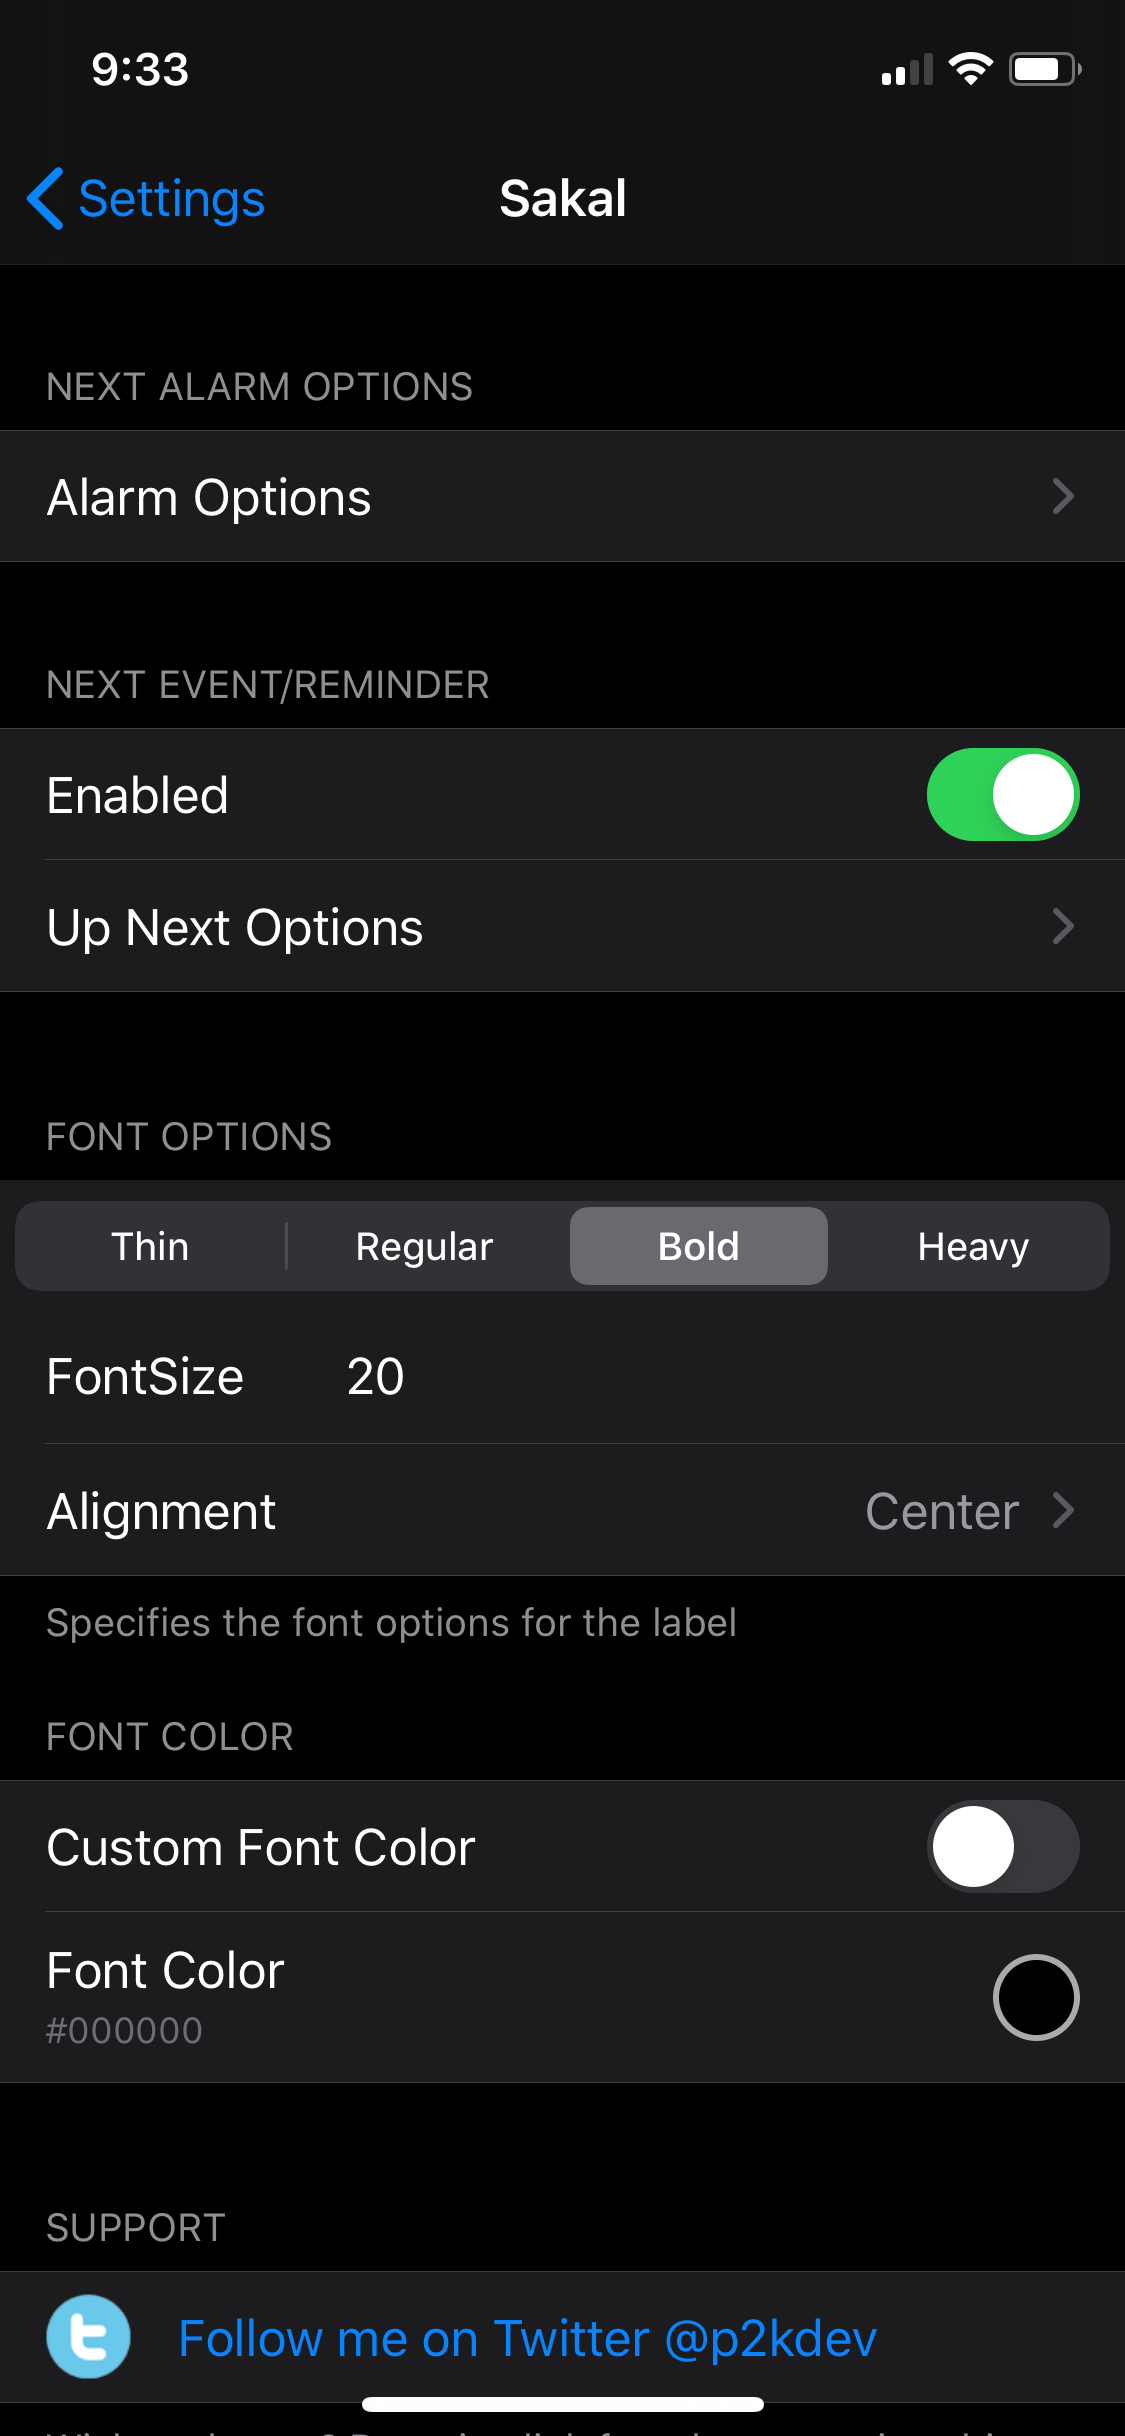 9:33
Settings
Sakal
NEXT ALARM OPTIONS
Alarm Options
NEXT EVENT/REMINDER
Enabled
Up Next Options
FONT OPTIONS
Thin Regular Bold Heavy
FontSize 20
Alignment Center
Specifies the font options for the label
FONT COLOR
Custom Font Color
Font Color
#000000
SUPPORT
Follow me on Twitter @p2kdev